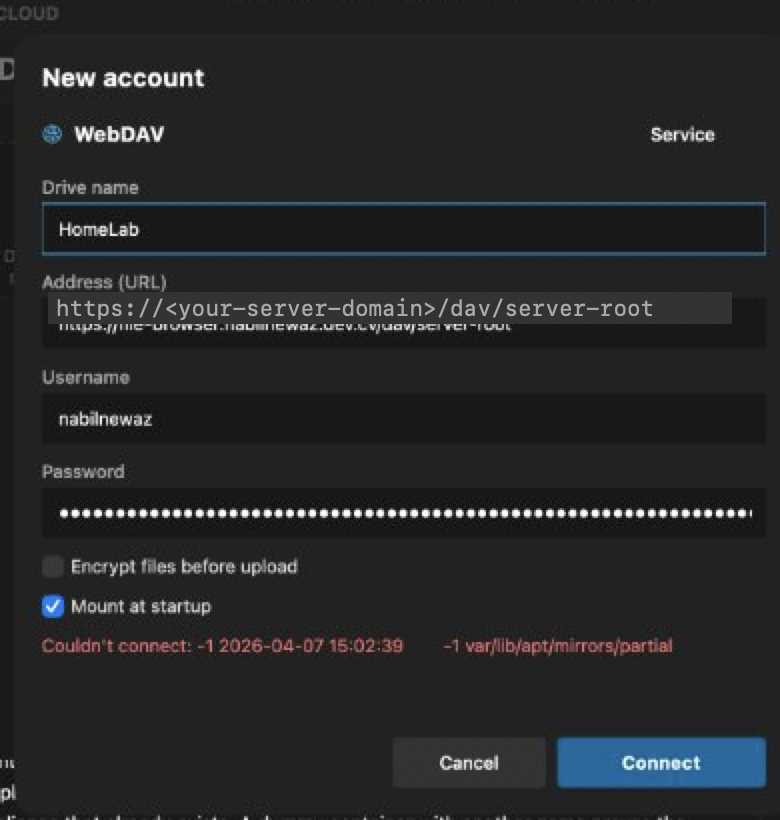 CLOUD
D
New account
WebDAV
Service
Drive name
HomeLab
Address (URL)
https://<your-server-domain>/dav/server-root
Username
nabilnewaz
Password
Encrypt files before upload
Mount at startup
Couldn't connect: -1 2026-04-07 15:02:39 -1 var/lib/apt/mirrors/partial
Cancel
Connect
pl